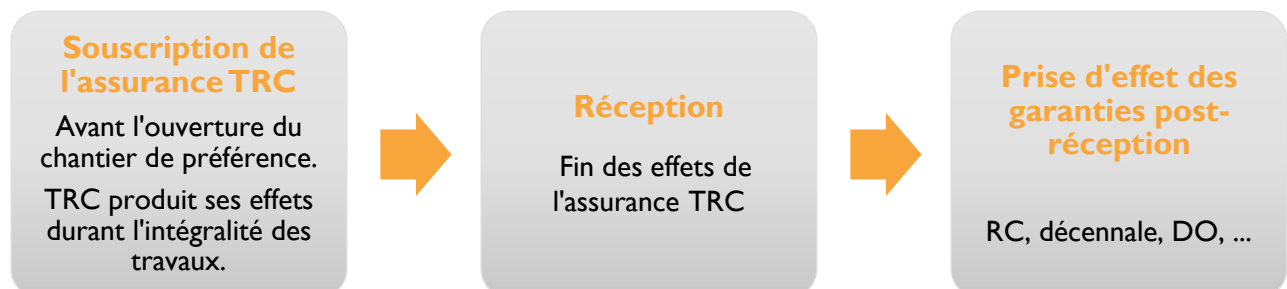 Souscription de
l'assurance TRC
Avant l'ouverture du
chantier de préférence.
TRC produit ses effets
durant l'intégralité des
travaux.
Réception
Fin des effets de
l'assurance TRC
Prise d'effet des
garanties post-
réception
RC, décennale, DO, ...